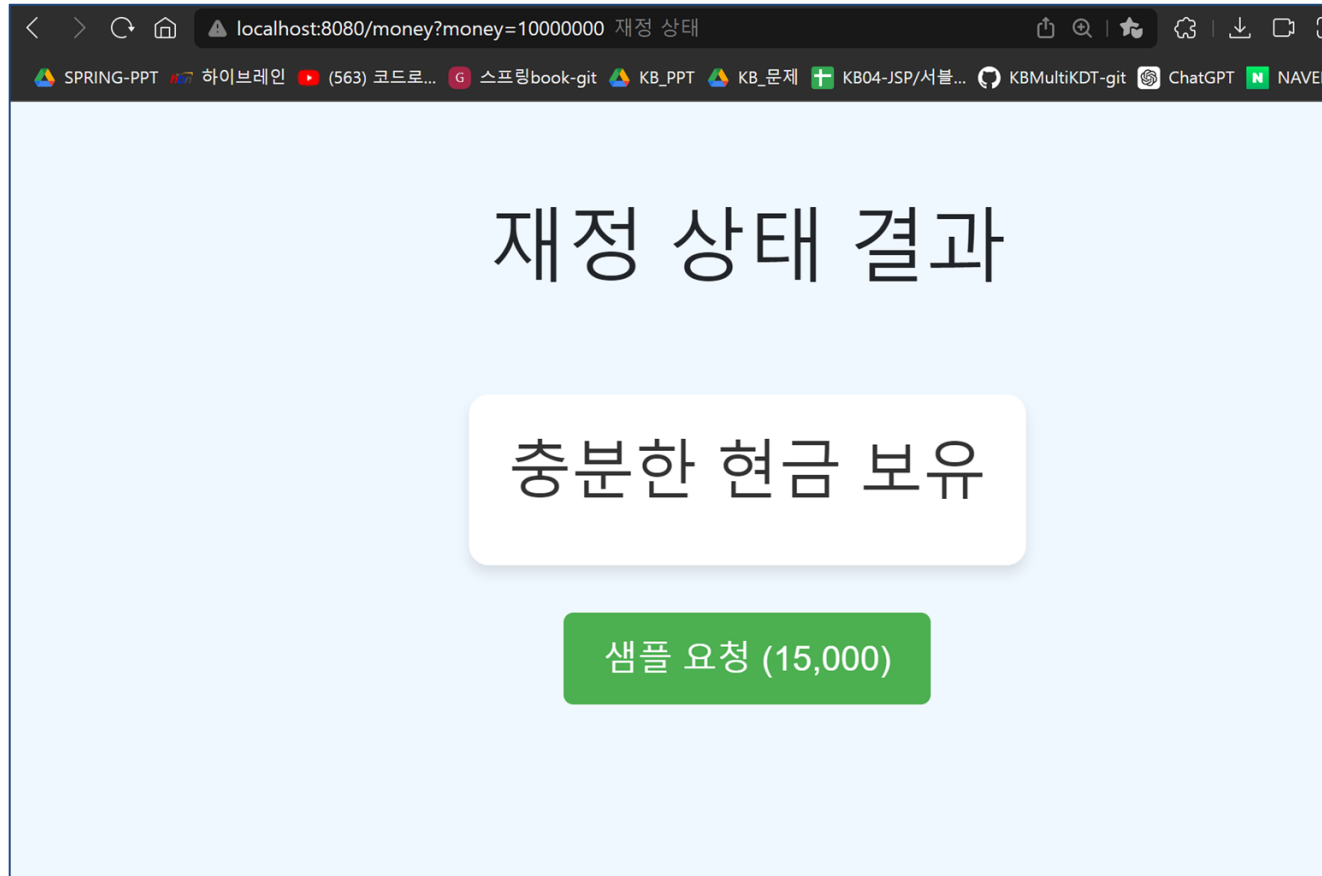 localhost:8080/money?money=10000000 재정 상태
SPRING-PPT 하이브레인 (563) 코드로... G 스프링book-git KB_PPT KB_문제 KB04-JSP/서블... KBMultiKDT-git ChatGPT N NAVE
재정 상태 결과
충분한 현금 보유
샘플 요청 (15,000)